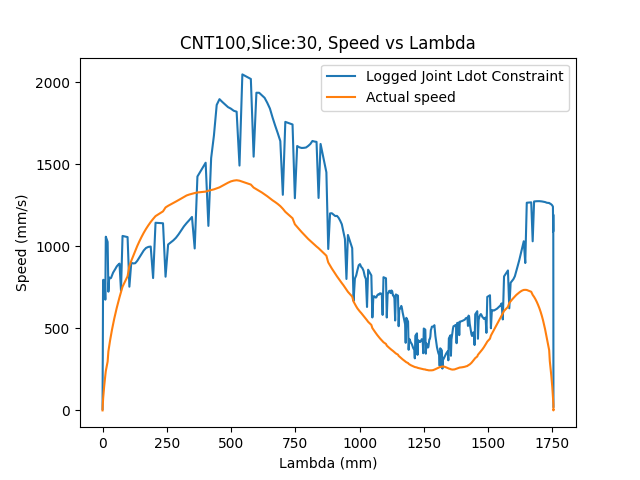 CNT100,Slice:30, Speed vs Lambda
Logged Joint Ldot Constraint
Actual speed
2000
1500
1000
500
0
Speed (mm/s)
0 250 500 750 1000 1250 1500 1750
Lambda (mm)